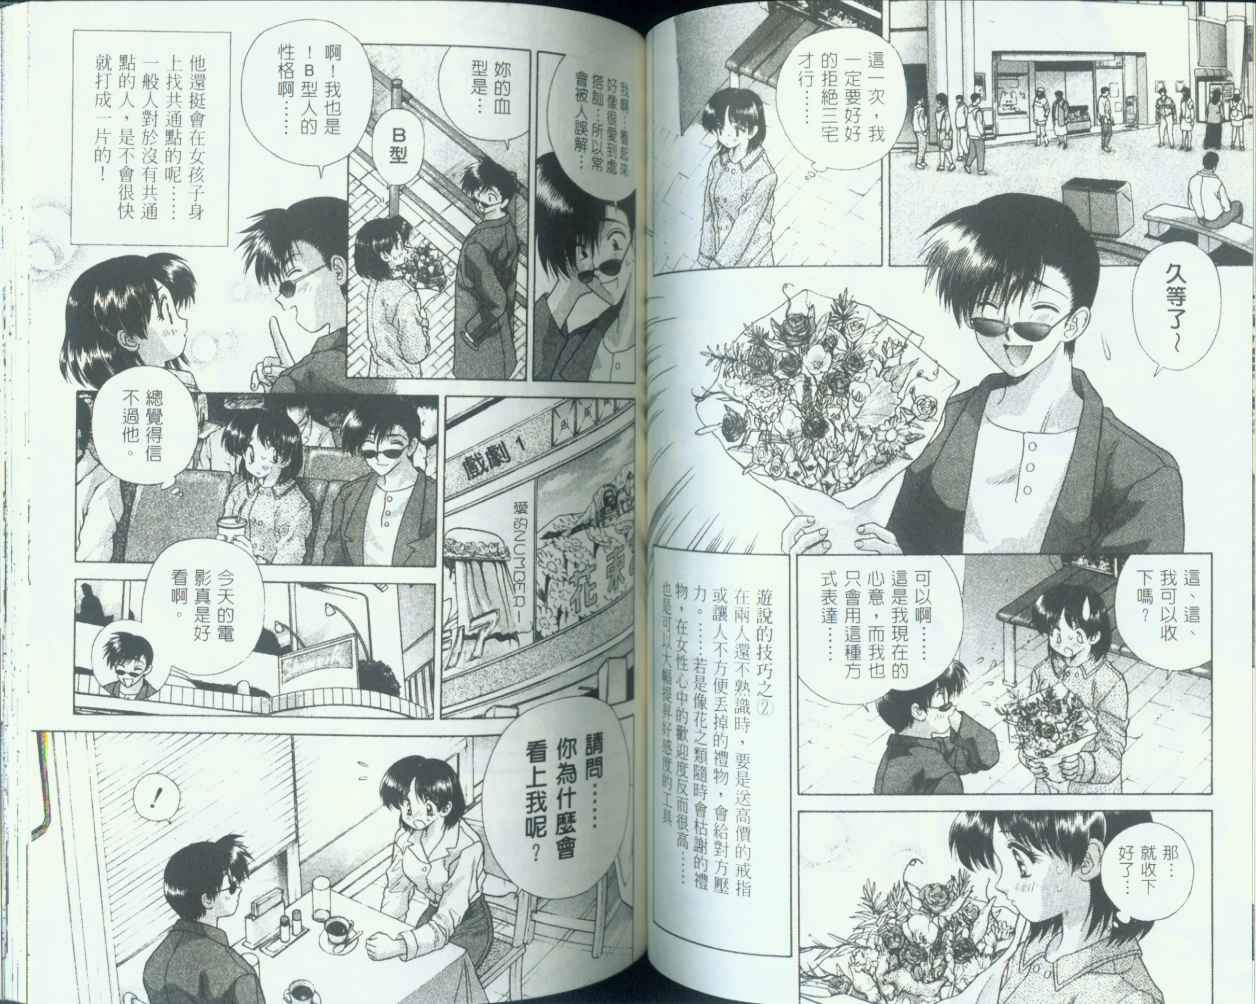 這一次，我
一定要好好
的拒絕三宅
才行……
久等了～
這、這、
我可以收
下嗎？
可以啊……
這是我現在的
心意，而我也
只會用這種方
式表達……
那…
就收下
好了…
遊說的技巧之②
在兩人還不熟識時，要是送高價的戒指
或讓人不方便丟掉的禮物，會給對方壓
力。……若是像花之類隨時會枯謝的禮
物，在女性心中的歡迎度反而很高……
也是可以大幅提昇好感度的工具
我啊…看起來
好像很愛到處
搭訕…所以常
會被人誤解…
妳的血
型是…
B型
啊！我也是
！B型人的
性格啊……
他還挺會在女孩子身
上找共通點的呢……
一般人對於沒有共通
點的人，是不會很快
就打成一片的！
戲劇1
愛的NUMBER1
花東
總覺得信
不過他。
今天的電
影真是好
看啊。
請問……
你為什麼會
看上我呢？
！